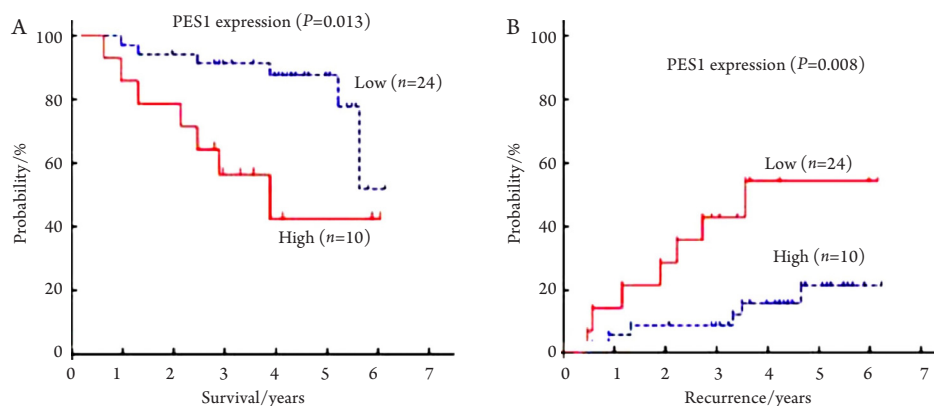 A
PES1 expression (P=0.013)
100
80
60
40
20
0
Probability/%
Low (n=24)
High (n=10)
0 1 2 3 4 5 6 7
Survival/years
B
PES1 expression (P=0.008)
100
80
60
40
20
0
Probability/%
Low (n=24)
High (n=10)
0 1 2 3 4 5 6 7
Recurrence/years